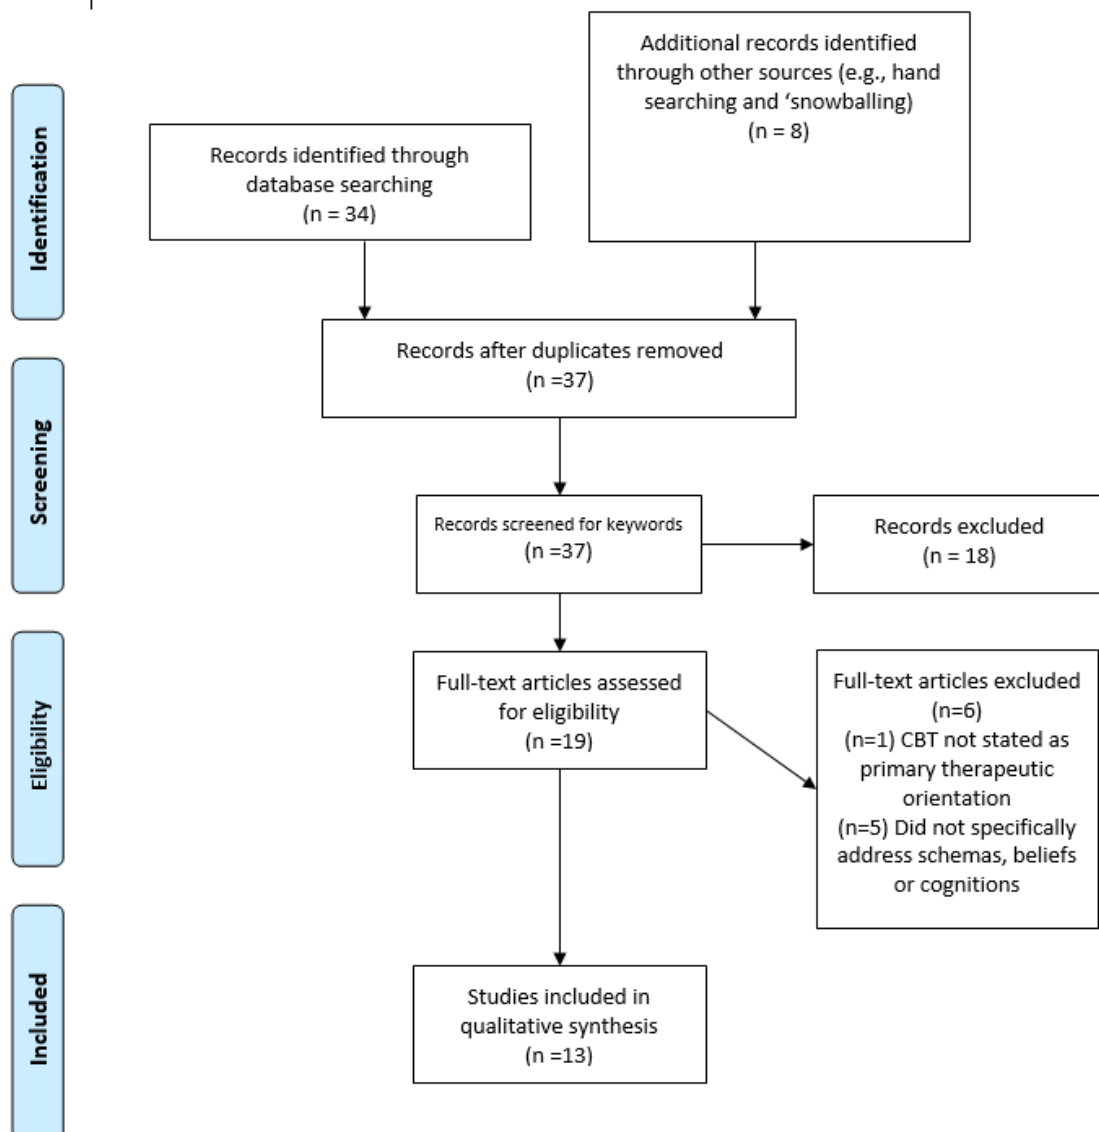 Identification
Records identified through
database searching
(n = 34)
Additional records identified
through other sources (e.g., hand
searching and ‘snowballing)
(n = 8)
Screening
Records after duplicates removed
(n =37)
Records screened for keywords
(n =37)
Records excluded
(n = 18)
Eligibility
Full-text articles assessed
for eligibility
(n =19)
Full-text articles excluded
(n=6)
(n=1) CBT not stated as
primary therapeutic
orientation
(n=5) Did not specifically
address schemas, beliefs
or cognitions
Included
Studies included in
qualitative synthesis
(n =13)